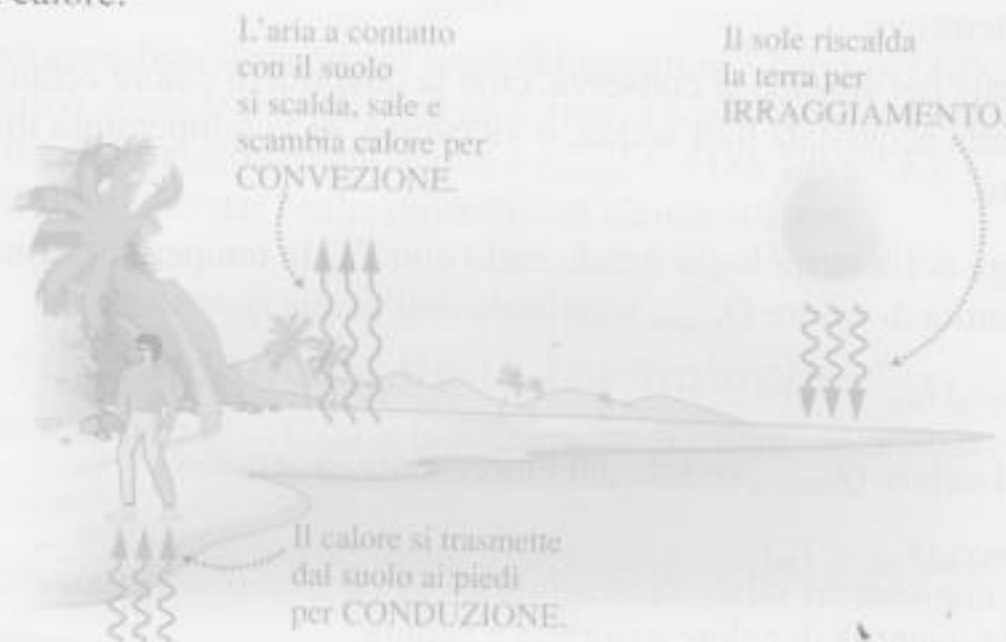 calore.
L'aria a contatto
con il suolo
si scalda, sale e
scambia calore per
CONVEZIONE.
Il sole riscalda
la terra per
IRRAGGIAMENTO.
Il calore si trasmette
dal suolo ai piedi
per CONDUZIONE.